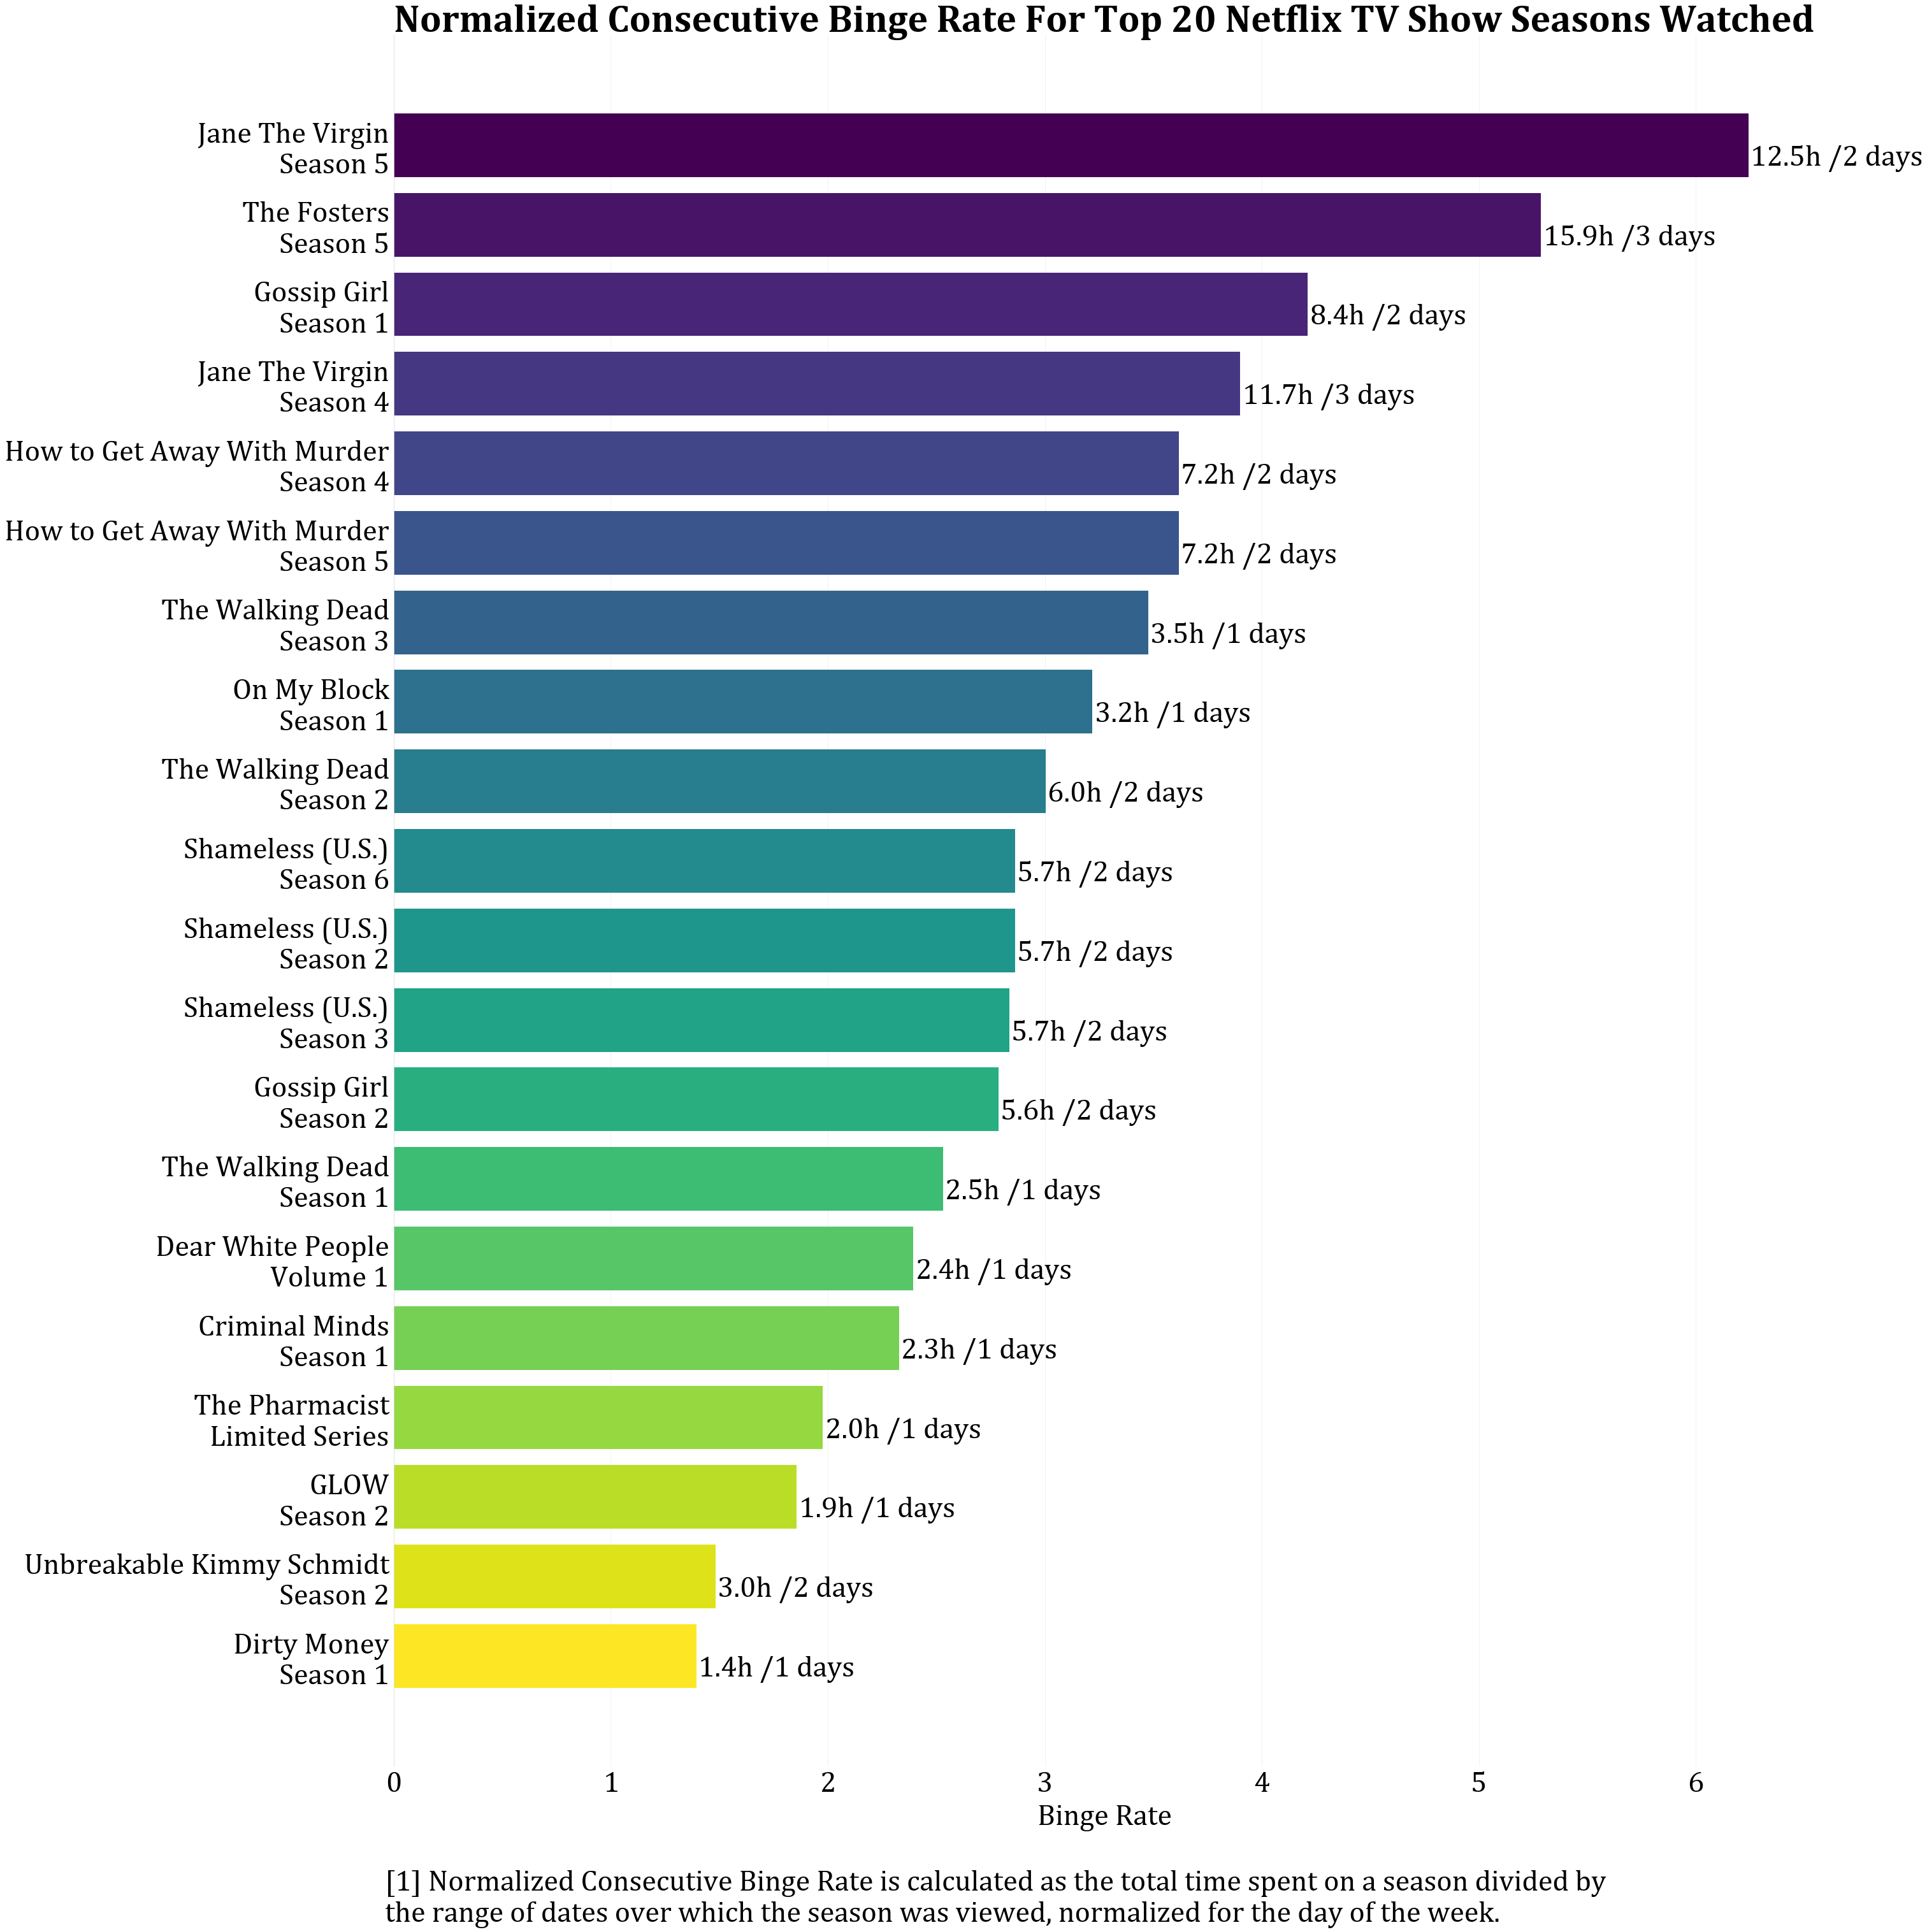 Normalized Consecutive Binge Rate For Top 20 Netflix TV Show Seasons Watched
Jane The Virgin
Season 5
12.5h /2 days
The Fosters
Season 5
15.9h /3 days
Gossip Girl
Season 1
8.4h /2 days
Jane The Virgin
Season 4
11.7h /3 days
How to Get Away With Murder
Season 4
7.2h /2 days
How to Get Away With Murder
Season 5
7.2h /2 days
The Walking Dead
Season 3
3.5h /1 days
On My Block
Season 1
3.2h /1 days
The Walking Dead
Season 2
6.0h /2 days
Shameless (U.S.)
Season 6
5.7h /2 days
Shameless (U.S.)
Season 2
5.7h /2 days
Shameless (U.S.)
Season 3
5.7h /2 days
Gossip Girl
Season 2
5.6h /2 days
The Walking Dead
Season 1
2.5h /1 days
Dear White People
Volume 1
2.4h /1 days
Criminal Minds
Season 1
2.3h /1 days
The Pharmacist
Limited Series
2.0h /1 days
GLOW
Season 2
1.9h /1 days
Unbreakable Kimmy Schmidt
Season 2
3.0h /2 days
Dirty Money
Season 1
1.4h /1 days
0 1 2 3 4 5 6
Binge Rate
[1] Normalized Consecutive Binge Rate is calculated as the total time spent on a season divided by
the range of dates over which the season was viewed, normalized for the day of the week.